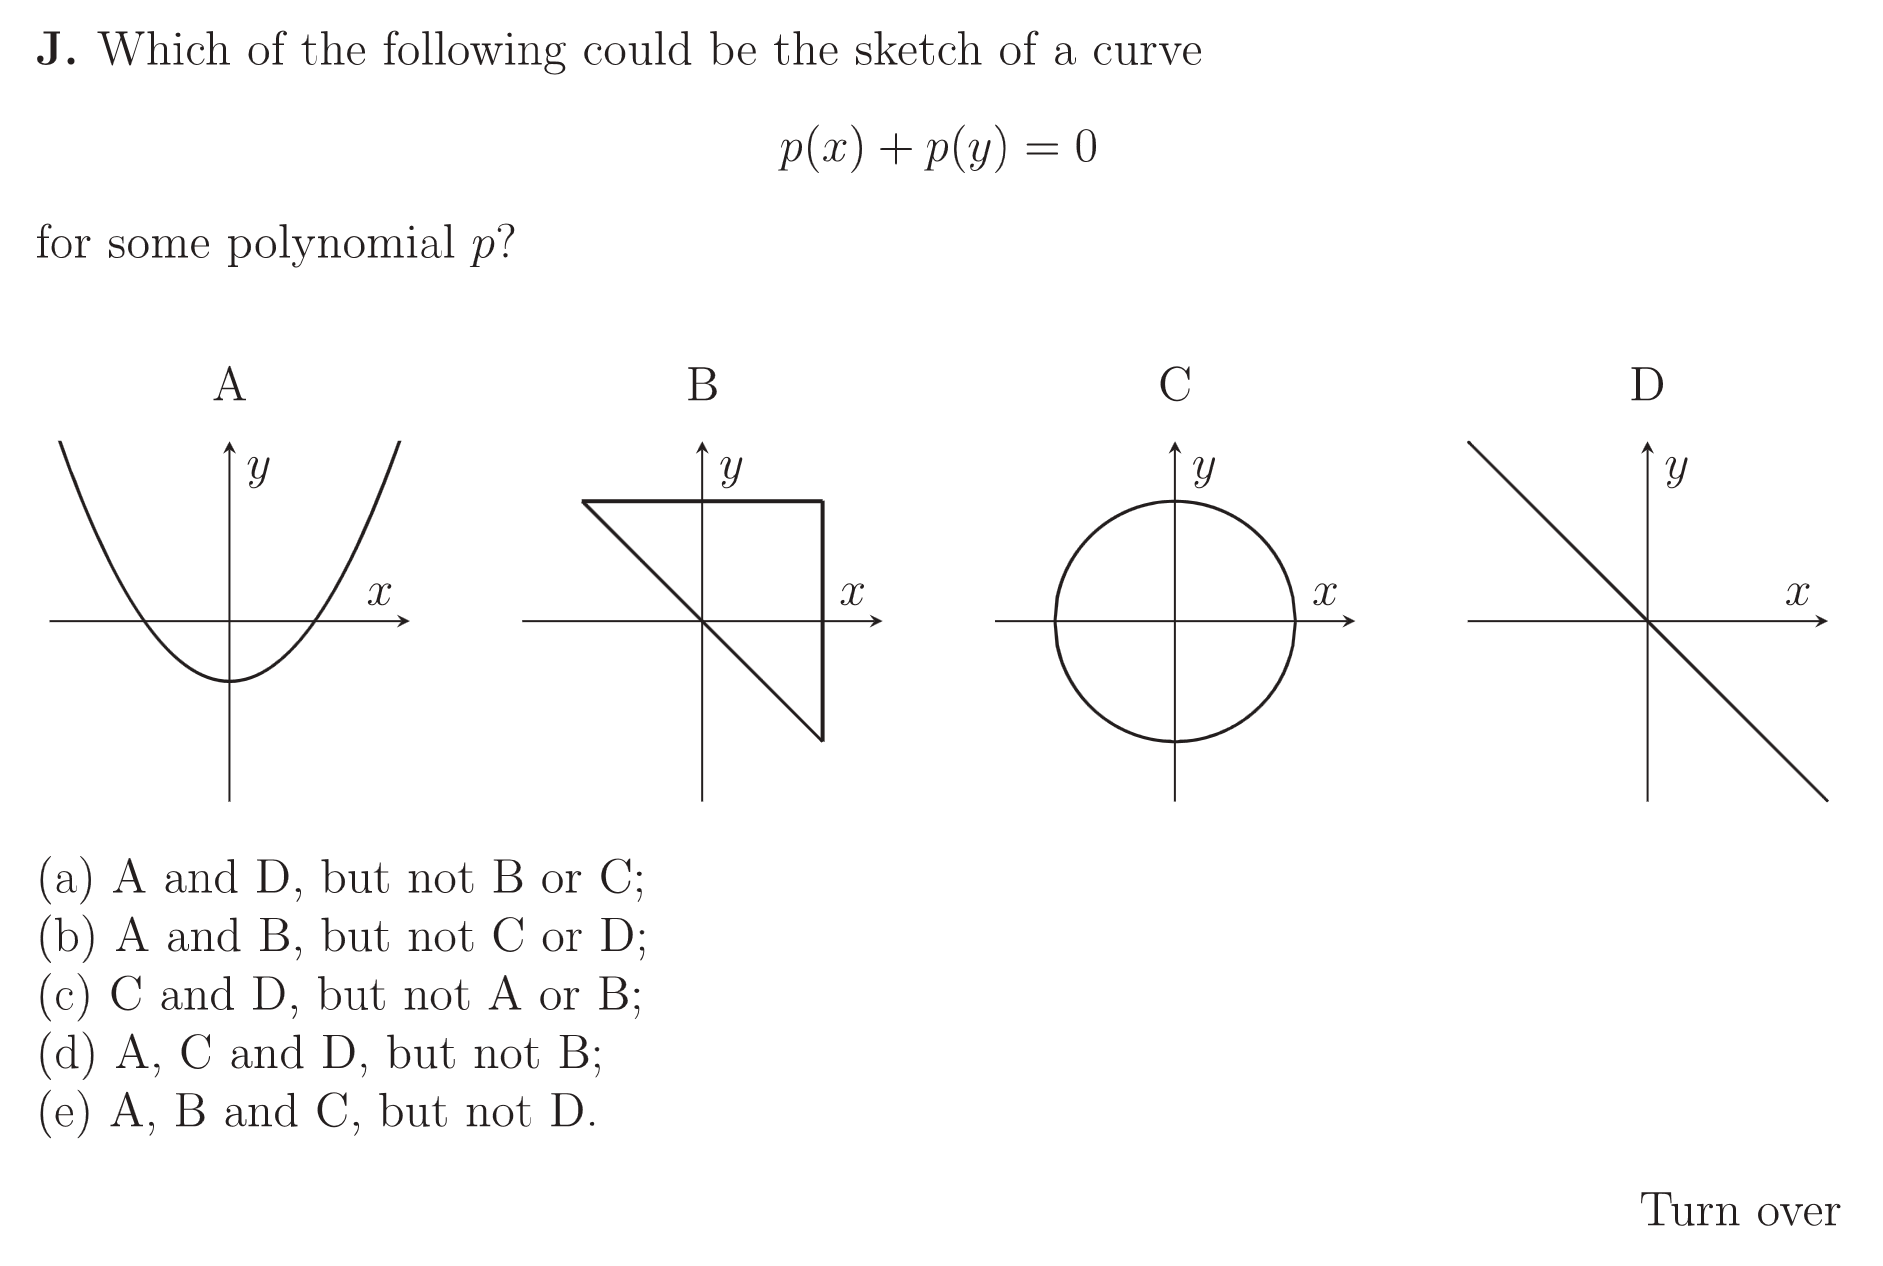 J. Which of the following could be the sketch of a curve
p(x) + p(y) = 0
for some polynomial p?
A B C D
y y y y
x x x x
(a) A and D, but not B or C;
(b) A and B, but not C or D;
(c) C and D, but not A or B;
(d) A, C and D, but not B;
(e) A, B and C, but not D.
Turn over